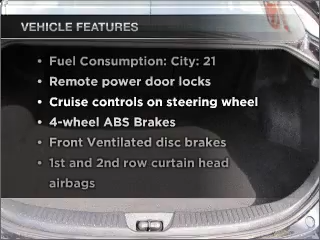 VEHICLE FEATURES
• Fuel Consumption: City: 21
• Remote power door locks
• Cruise controls on steering wheel
• 4-wheel ABS Brakes
• Front Ventilated disc brakes
• 1st and 2nd row curtain head
airbags